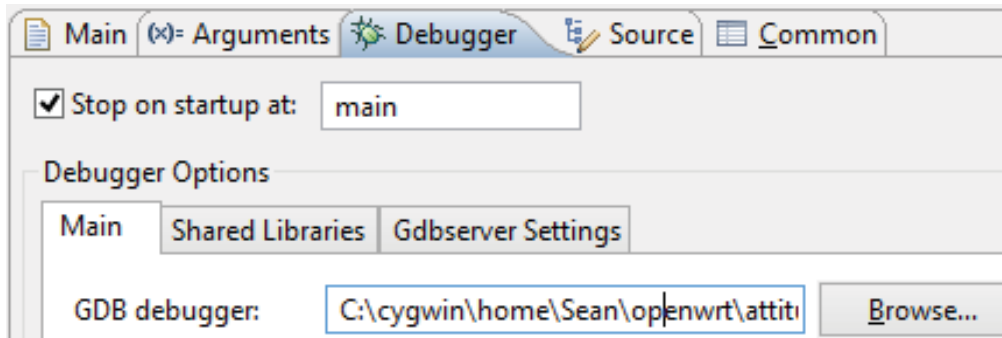 Main (x)= Arguments Debugger Source Common
Stop on startup at: main
Debugger Options
Main Shared Libraries Gdbserver Settings
GDB debugger: C:\cygwin\home\Sean\openwrt\attitu Browse...